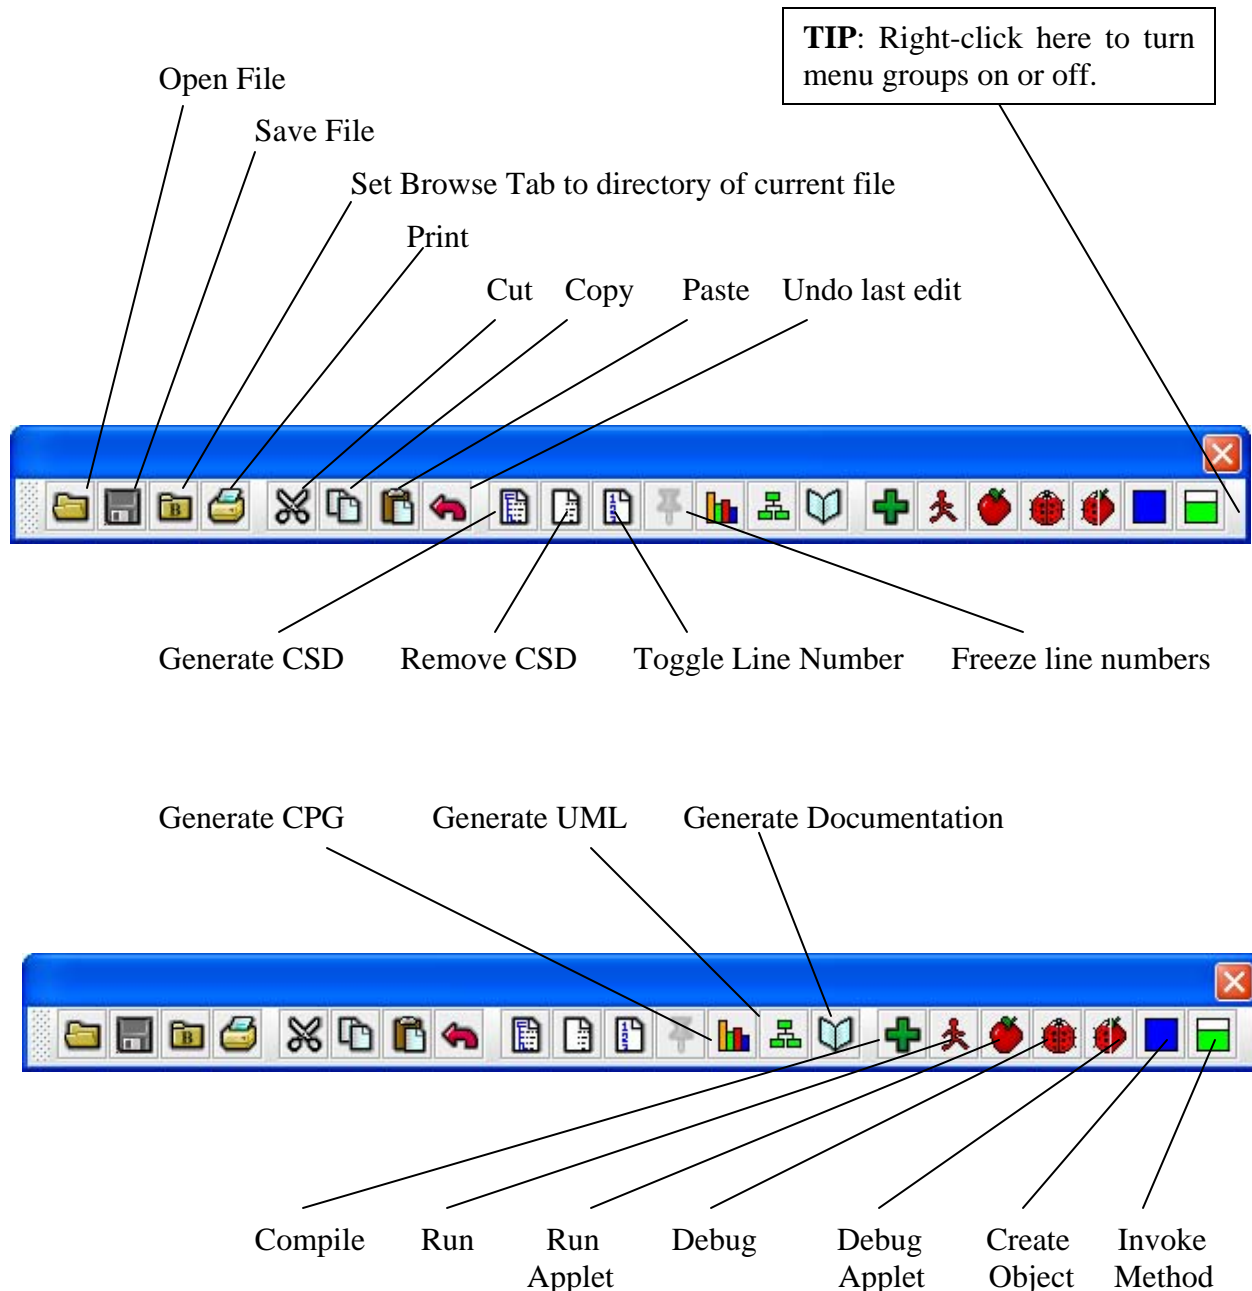 TIP: Right-click here to turn
menu groups on or off.
Open File
Save File
Set Browse Tab to directory of current file
Print
Cut
Copy
Paste
Undo last edit
B
Generate CSD
Remove CSD
Toggle Line Number
Freeze line numbers
Generate CPG
Generate UML
Generate Documentation
B
Compile
Run
Run
Applet
Debug
Debug
Applet
Create
Object
Invoke
Method